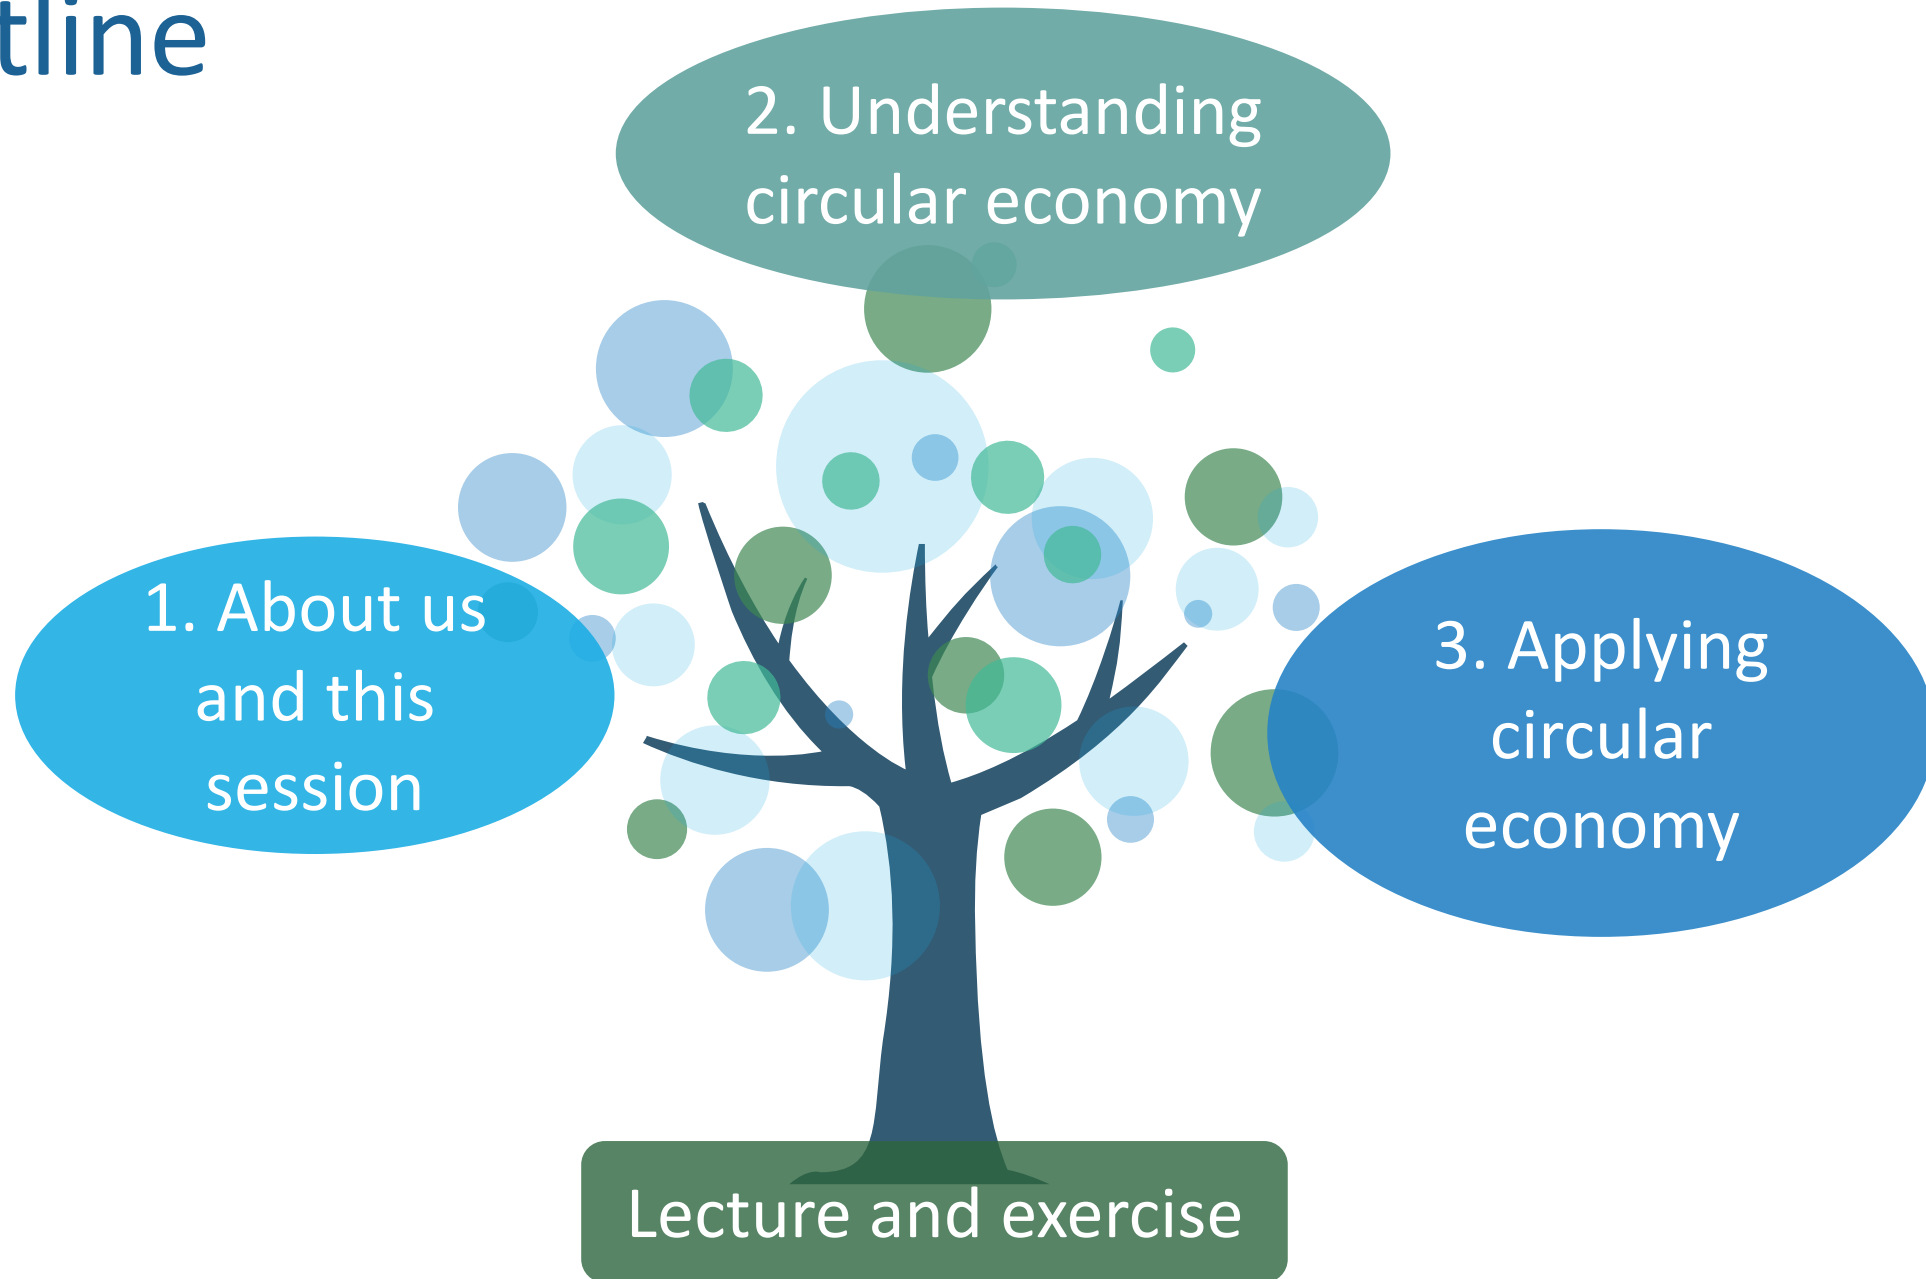 tline
2. Understanding
circular economy
1. About us
and this
session
3. Applying
circular
economy
Lecture and exercise